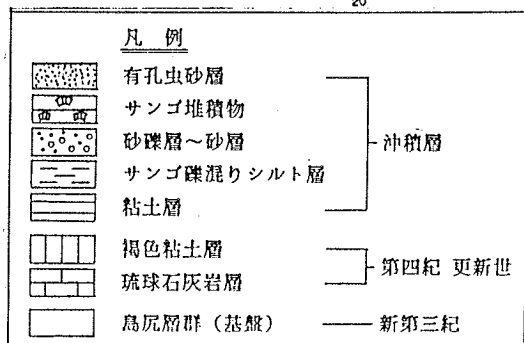 20
凡 例
有孔虫砂層
サンゴ堆積物
砂礫層~砂層
サンゴ礫混りシルト層
粘土層
沖積層
褐色粘土層
琉球石灰岩層
第四紀 更新世
島尻層群(基盤)
新第三紀